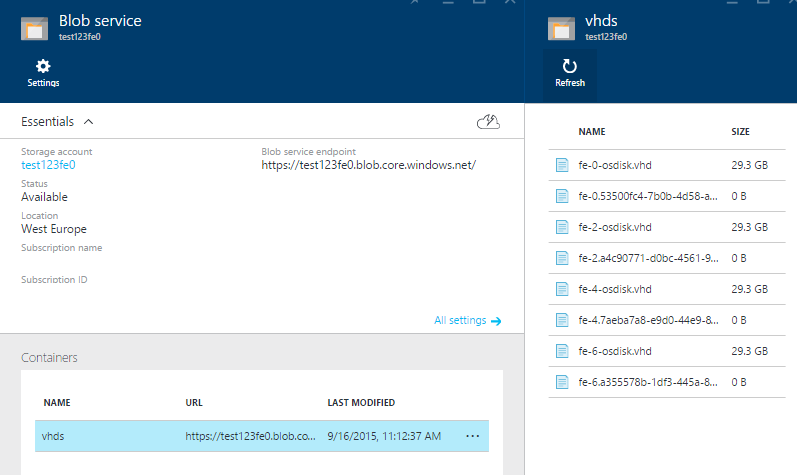 Blob service
test123fe0
Settings
Essentials
Storage account
test123fe0
Blob service endpoint
https://test123fe0.blob.core.windows.net/
Status
Available
Location
West Europe
Subscription name
Subscription ID
All settings
Containers
NAME URL LAST MODIFIED
vhds https://test123fe0.blob.co... 9/16/2015, 11:12:37 AM ...
vhds
test123fe0
Refresh
NAME SIZE
fe-0-osdisk.vhd 29.3 GB
fe-0.53500fc4-7b0b-4d58-a... 0 B
fe-2-osdisk.vhd 29.3 GB
fe-2.a4c90771-d0bc-4561-9... 0 B
fe-4-osdisk.vhd 29.3 GB
fe-4.7aeba7a8-e9d0-44e9-8... 0 B
fe-6-osdisk.vhd 29.3 GB
fe-6.a355578b-1df3-445a-8... 0 B